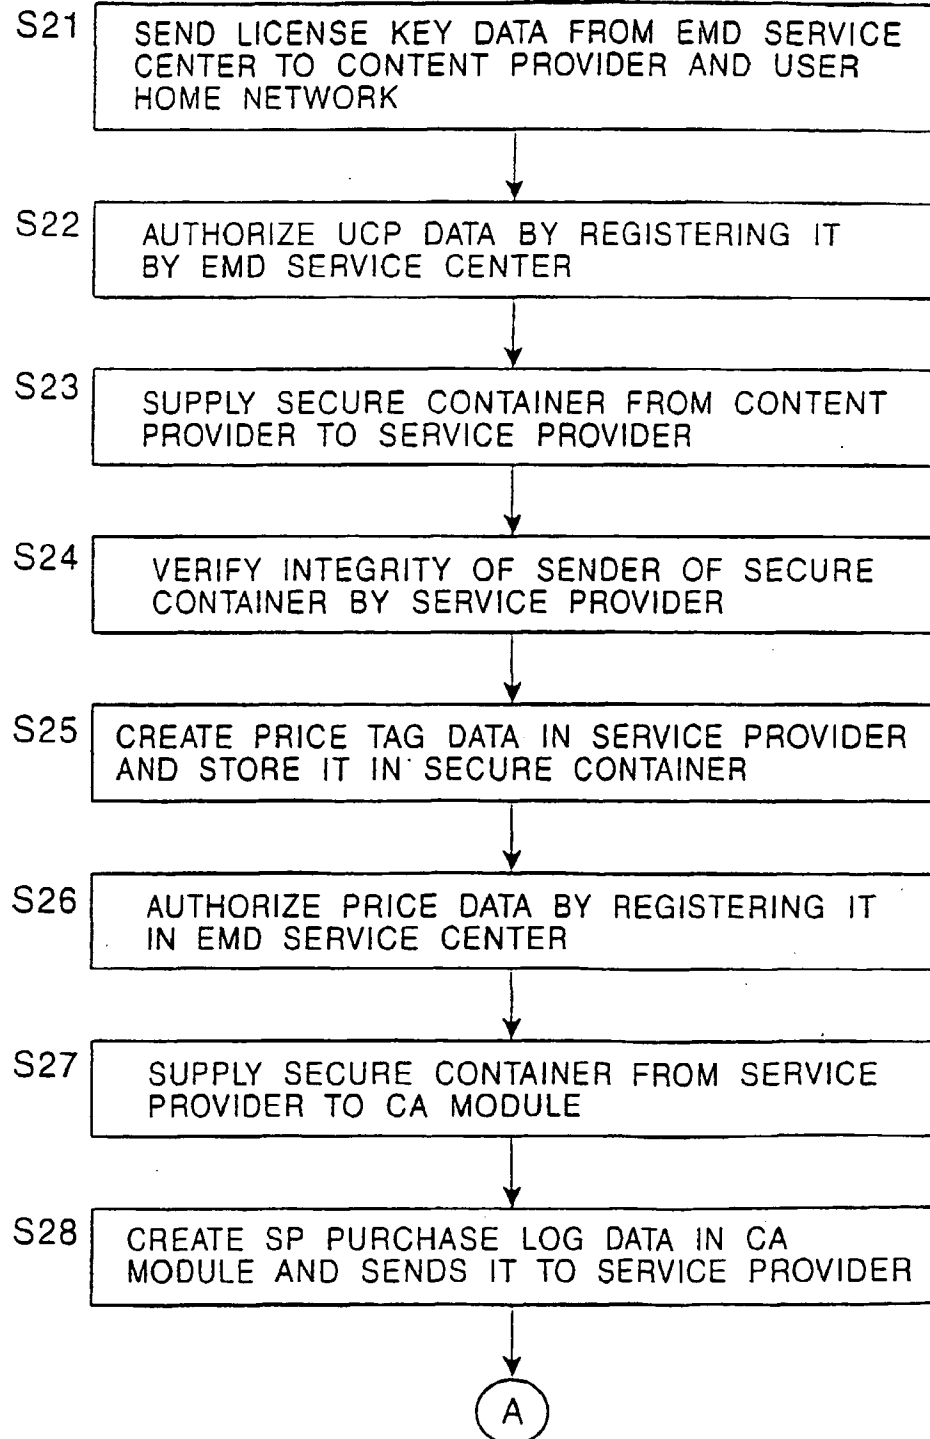 S21
SEND LICENSE KEY DATA FROM EMD SERVICE
CENTER TO CONTENT PROVIDER AND USER
HOME NETWORK
S22
AUTHORIZE UCP DATA BY REGISTERING IT
BY EMD SERVICE CENTER
S23
SUPPLY SECURE CONTAINER FROM CONTENT
PROVIDER TO SERVICE PROVIDER
S24
VERIFY INTEGRITY OF SENDER OF SECURE
CONTAINER BY SERVICE PROVIDER
S25
CREATE PRICE TAG DATA IN SERVICE PROVIDER
AND STORE IT IN SECURE CONTAINER
S26
AUTHORIZE PRICE DATA BY REGISTERING IT
IN EMD SERVICE CENTER
S27
SUPPLY SECURE CONTAINER FROM SERVICE
PROVIDER TO CA MODULE
S28
CREATE SP PURCHASE LOG DATA IN CA
MODULE AND SENDS IT TO SERVICE PROVIDER
A